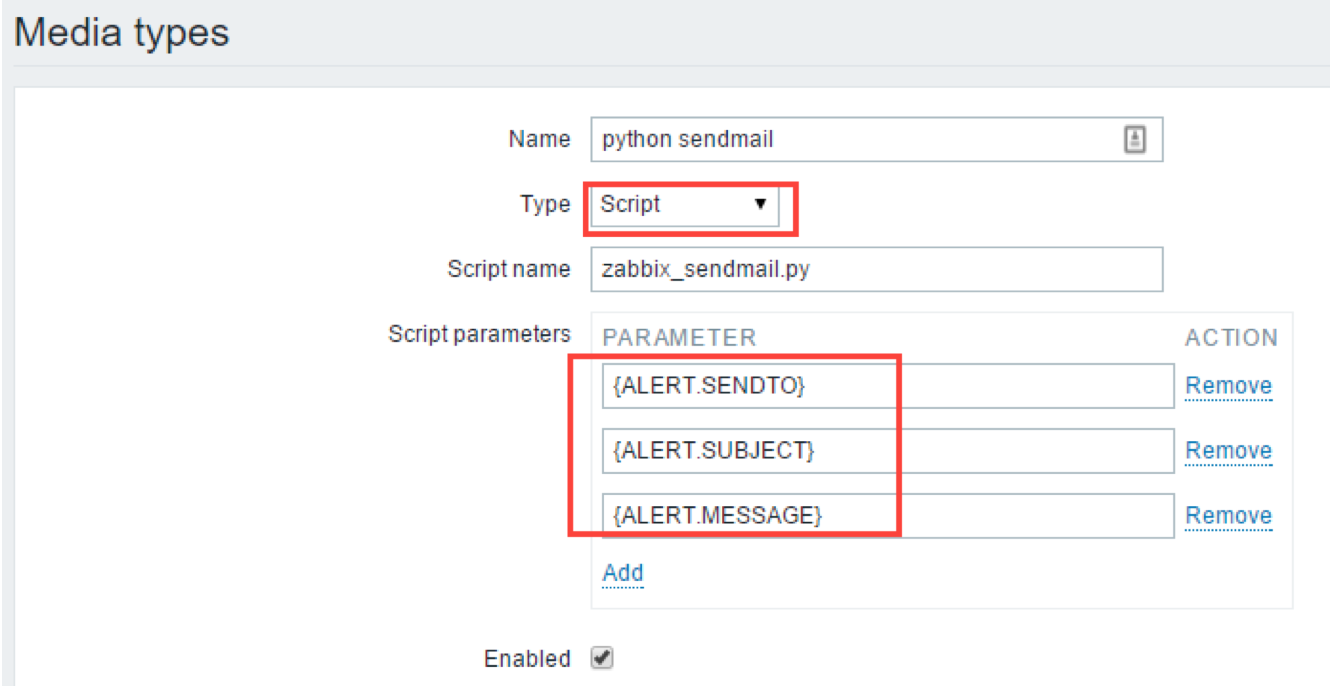 Media types
Name python sendmail
Type Script
Script name zabbix_sendmail.py
Script parameters PARAMETER ACTION
{ALERT.SENDTO} Remove
{ALERT.SUBJECT} Remove
{ALERT.MESSAGE} Remove
Add
Enabled